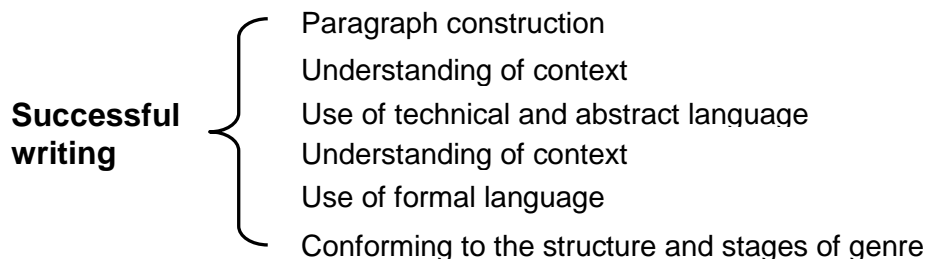 Paragraph construction
Understanding of context
Successful
writing
Use of technical and abstract language
Understanding of context
Use of formal language
Conforming to the structure and stages of genre